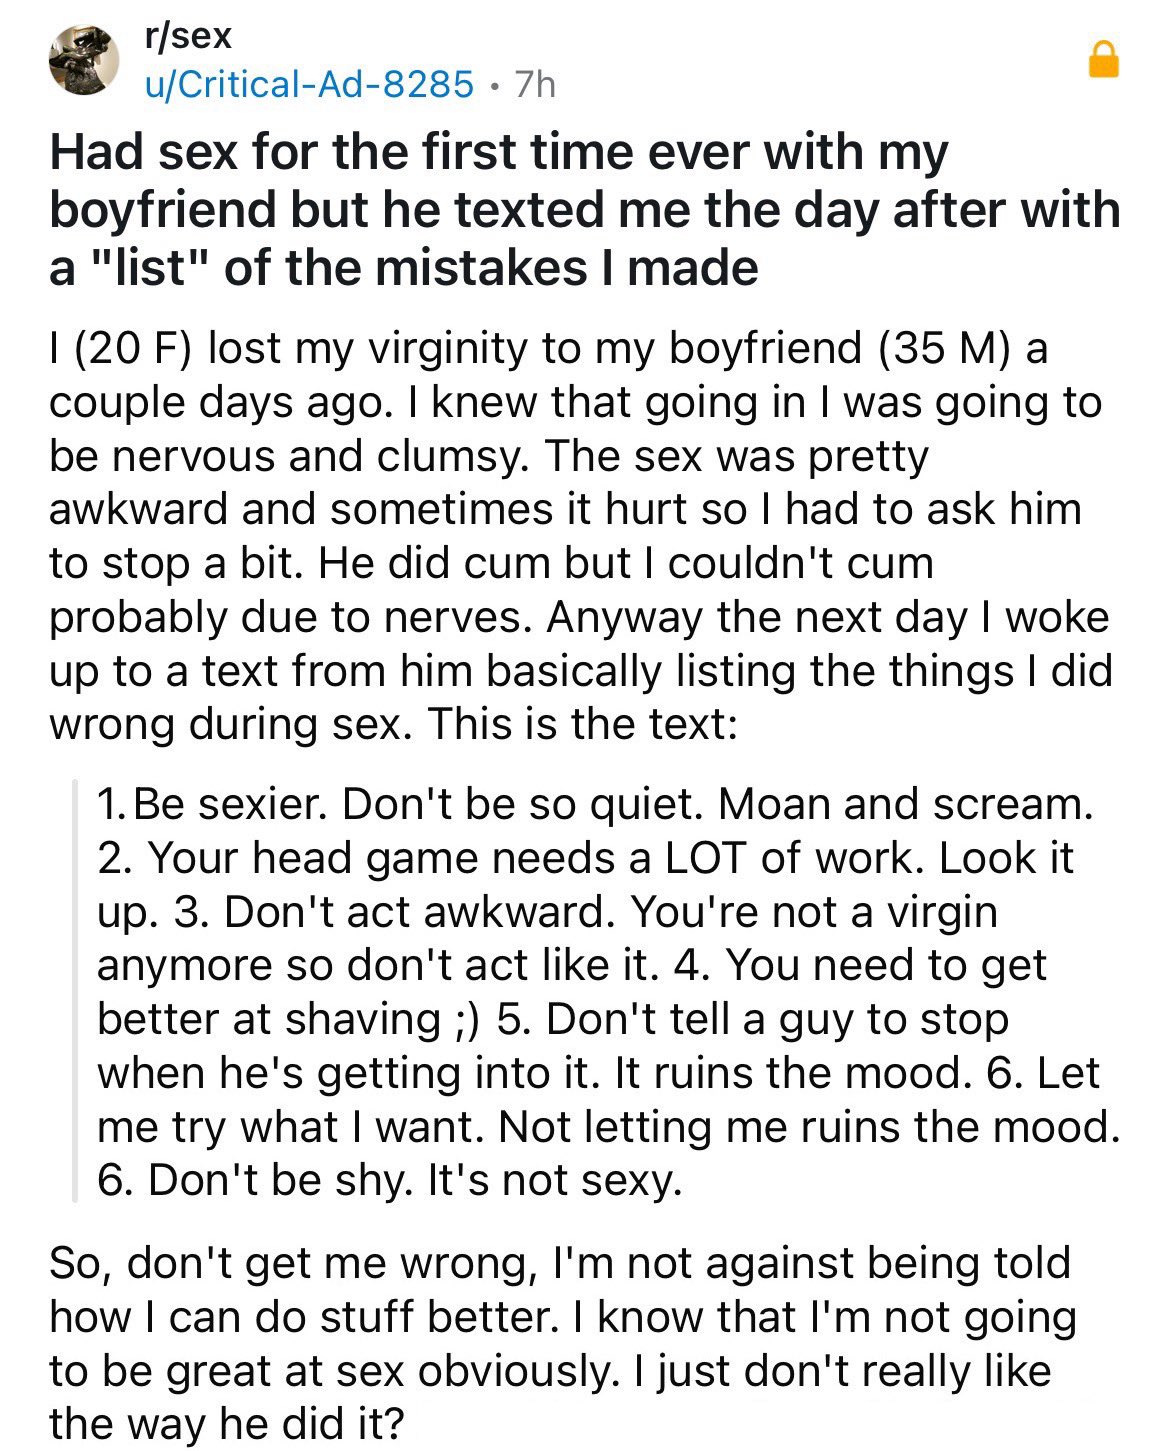 r/sex
u/Critical-Ad-8285 • 7h
Had sex for the first time ever with my
boyfriend but he texted me the day after with
a "list" of the mistakes I made
I (20 F) lost my virginity to my boyfriend (35 M) a
couple days ago. I knew that going in I was going to
be nervous and clumsy. The sex was pretty
awkward and sometimes it hurt so I had to ask him
to stop a bit. He did cum but I couldn't cum
probably due to nerves. Anyway the next day I woke
up to a text from him basically listing the things I did
wrong during sex. This is the text:
1. Be sexier. Don't be so quiet. Moan and scream.
2. Your head game needs a LOT of work. Look it
up. 3. Don't act awkward. You're not a virgin
anymore so don't act like it. 4. You need to get
better at shaving ;) 5. Don't tell a guy to stop
when he's getting into it. It ruins the mood. 6. Let
me try what I want. Not letting me ruins the mood.
6. Don't be shy. It's not sexy.
So, don't get me wrong, I'm not against being told
how I can do stuff better. I know that I'm not going
to be great at sex obviously. I just don't really like
the way he did it?